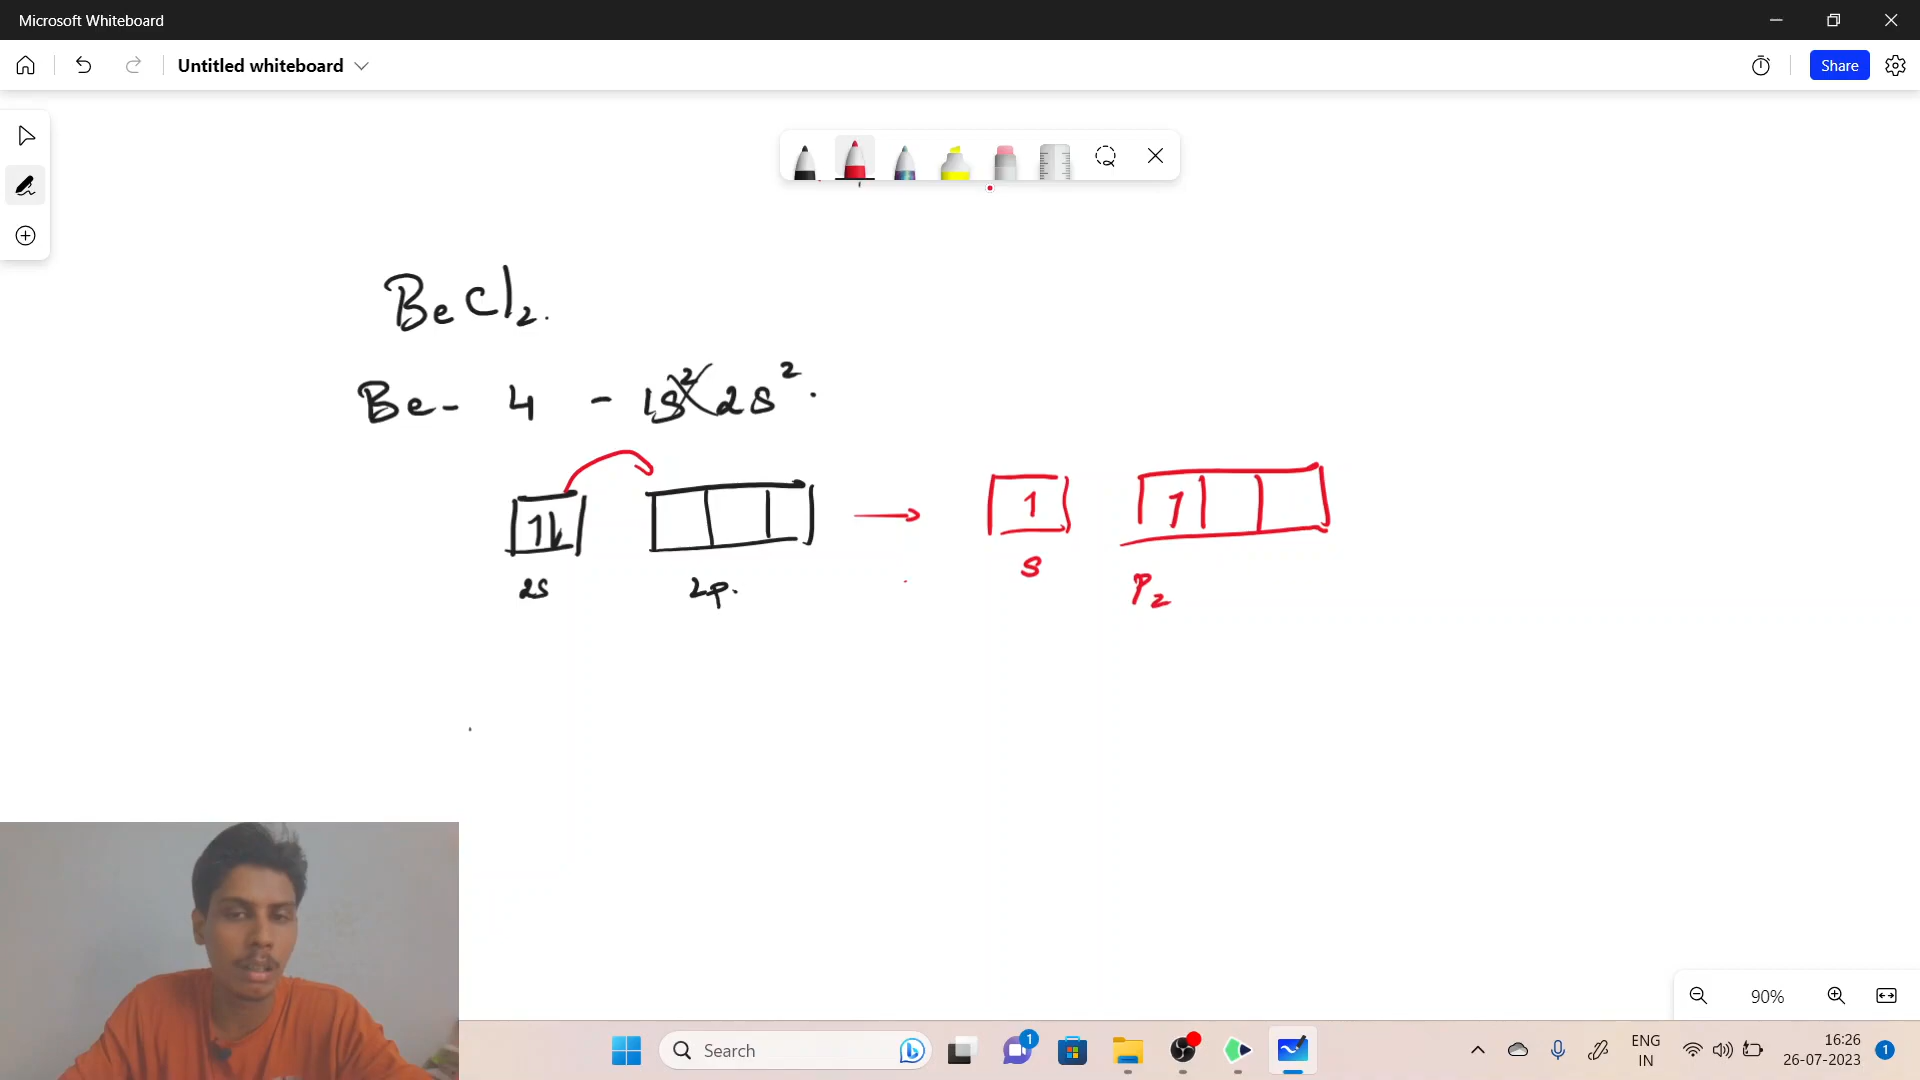 Microsoft Whiteboard
Untitled whiteboard
Share
BeCl₂.
Be - 4 - 1s² 2s².
1
1
2s
2p.
s
P₂
90%
Search
1
ENG
IN
16:26
26-07-2023
1